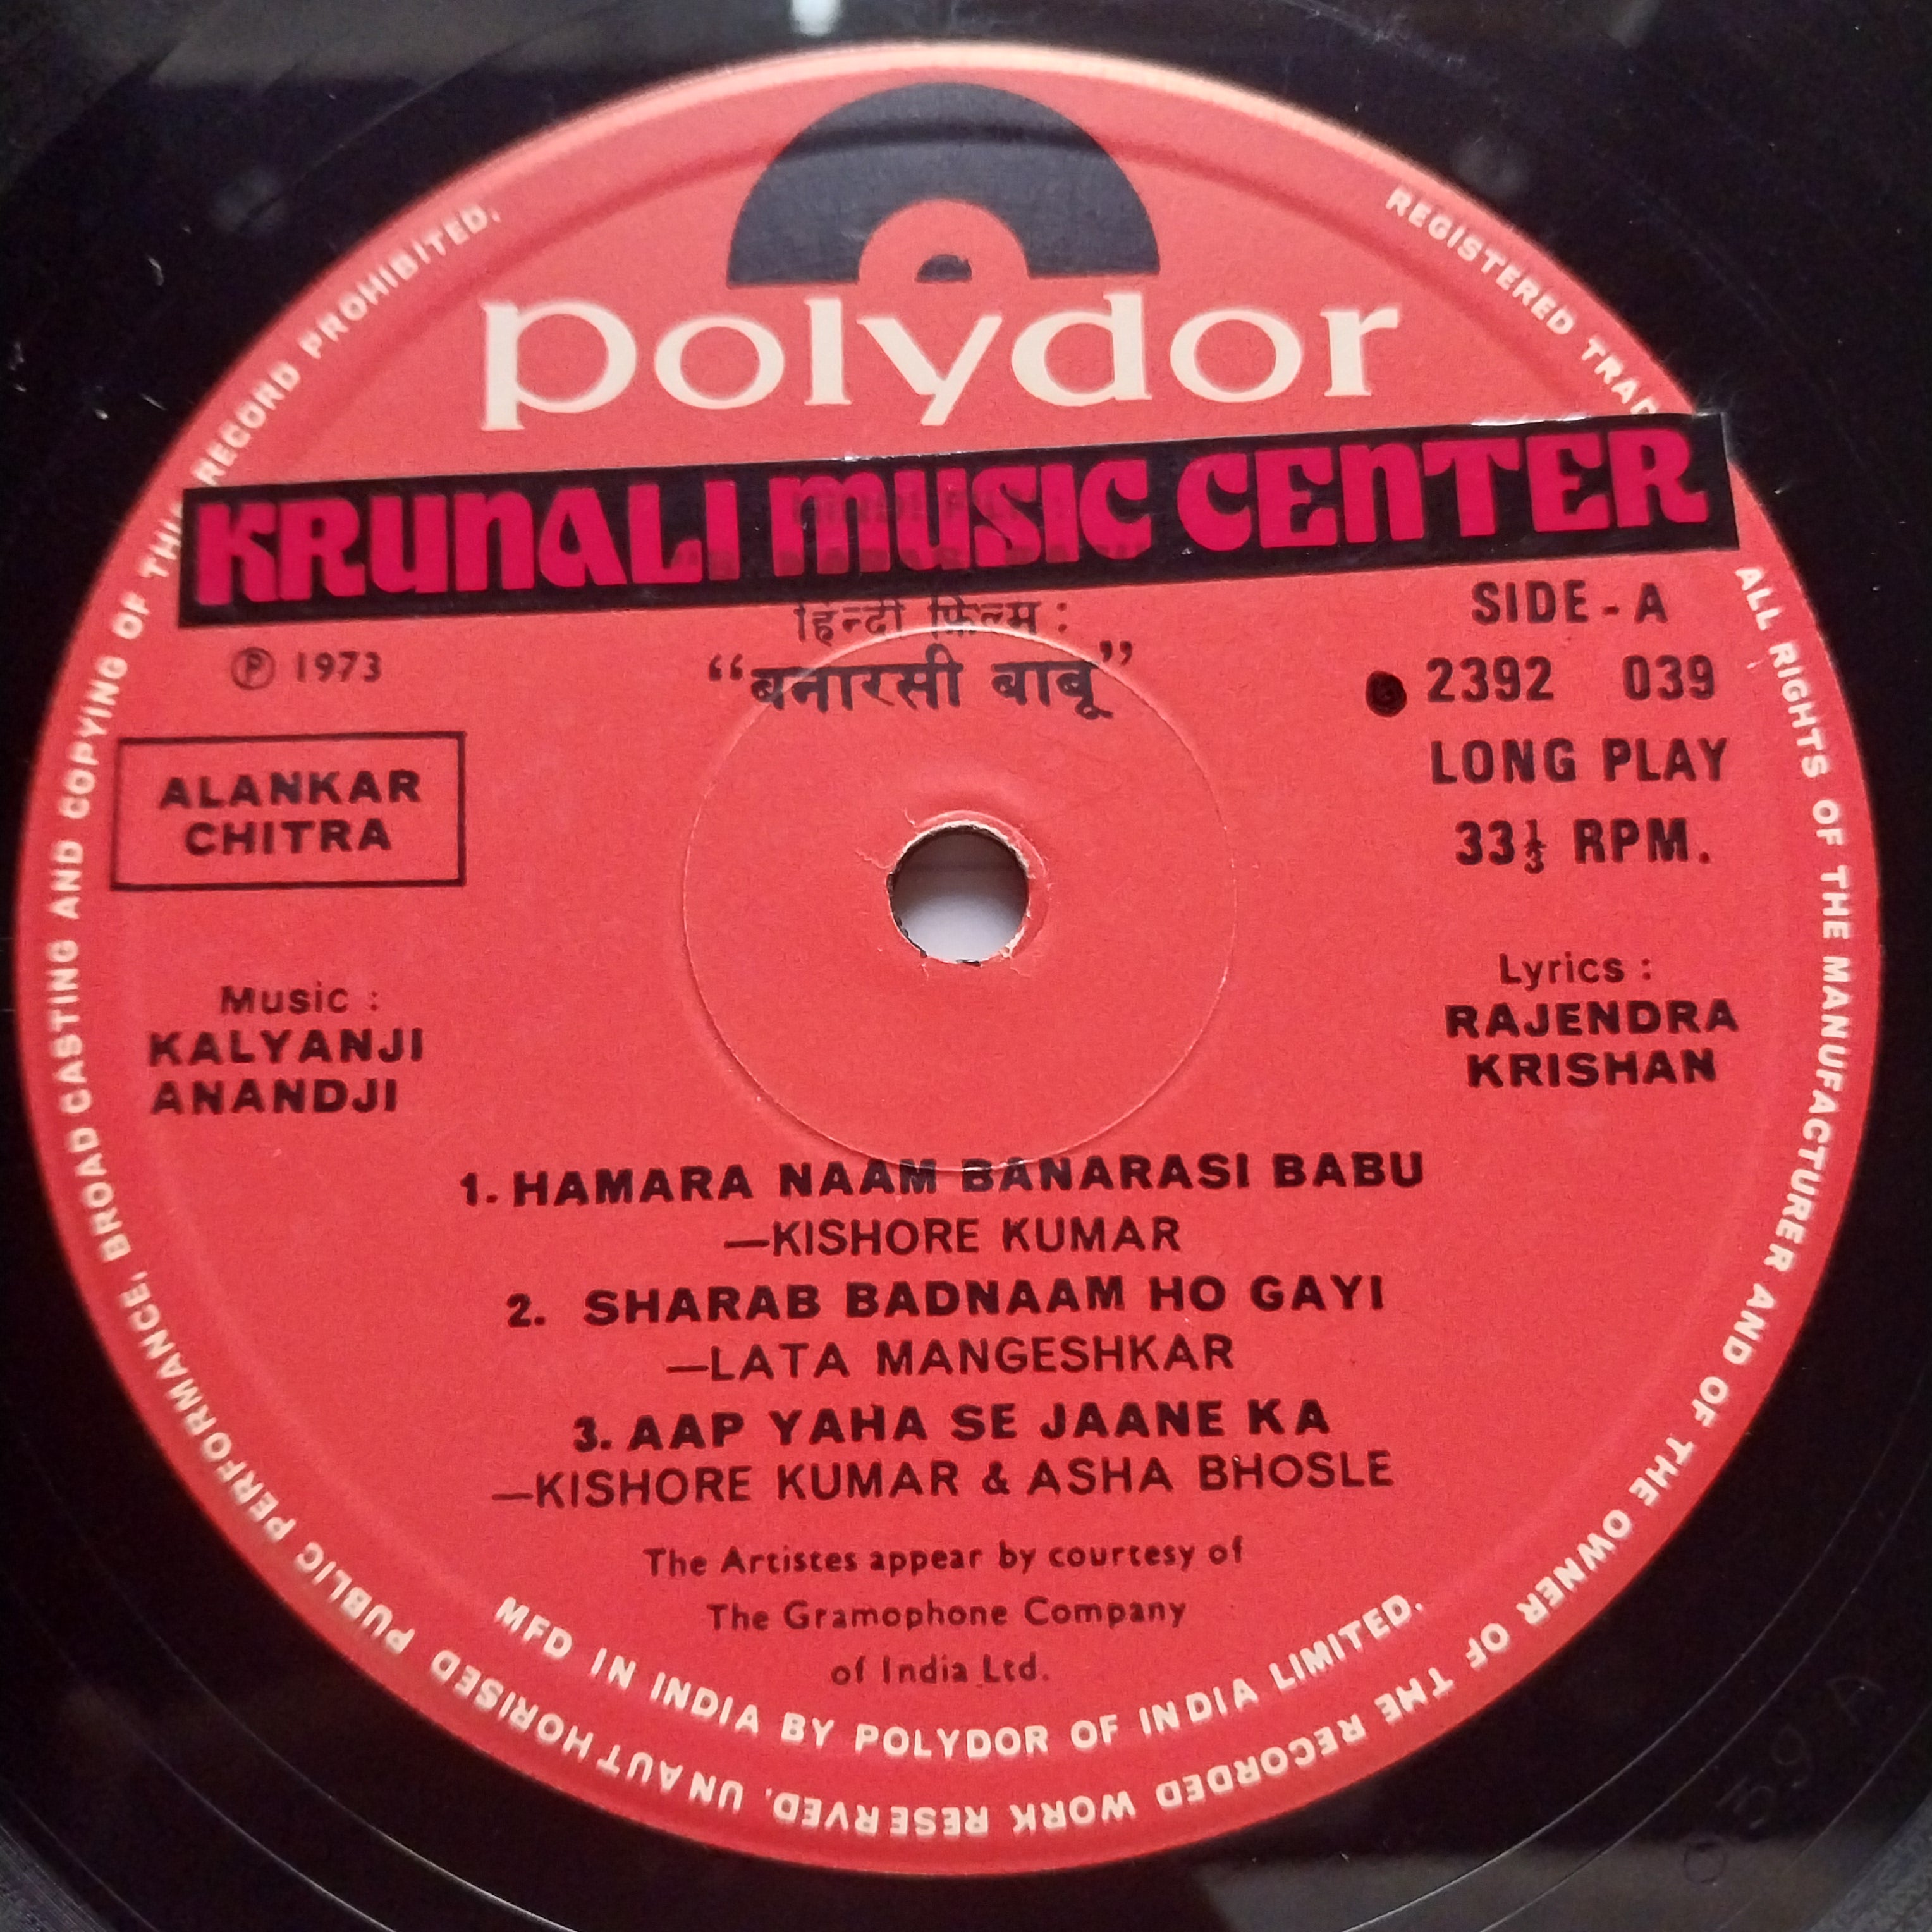 polydor
KRUNALI MUSIC CENTER
हिन्दी फ़िल्म :
“बनारसी बाबू”
℗ 1973
ALANKAR
CHITRA
SIDE - A
2392 039
LONG PLAY
33⅓ RPM.
Music :
KALYANJI
ANANDJI
Lyrics :
RAJENDRA
KRISHAN
1. HAMARA NAAM BANARASI BABU
—KISHORE KUMAR
2. SHARAB BADNAAM HO GAYI
—LATA MANGESHKAR
3. AAP YAHA SE JAANE KA
—KISHORE KUMAR & ASHA BHOSLE
The Artistes appear by courtesy of
The Gramophone Company
of India Ltd.
MFD IN INDIA BY POLYDOR OF INDIA LIMITED.
REGISTERED ALL RIGHTS OF THE MANUFACTURER AND OF THE OWNER OF THE RECORDED WORK RESERVED. UNAUTHORISED PUBLIC PERFORMANCE, BROADCASTING AND COPYING OF THIS RECORD PROHIBITED.